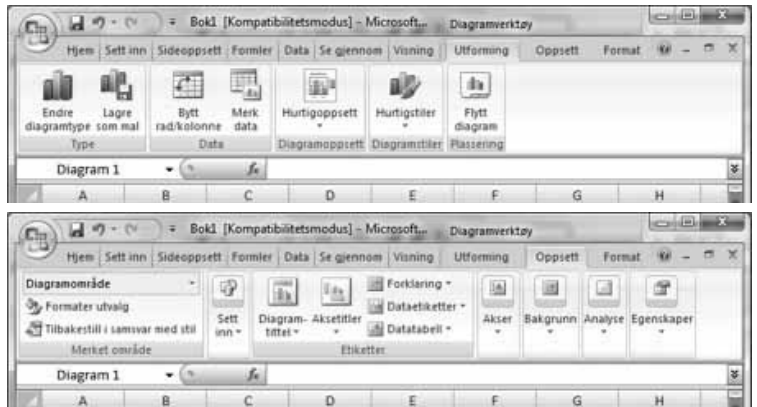 Bok1 [Kompatibilitetsmodus] - Microsoft... Diagramverktøy
Hjem Sett inn Sideoppsett Formler Data Se gjennom Visning Utforming Oppsett Format
Endre diagramtype Lagre som mal Bytt rad/kolonne Merk data Hurtigoppsett Hurtigstiler Flytt diagram
Type Data Diagramoppsett Diagramstiler Plassering
Diagram 1 fx
A B C D E F G H
Bok1 [Kompatibilitetsmodus] - Microsoft... Diagramverktøy
Hjem Sett inn Sideoppsett Formler Data Se gjennom Visning Utforming Oppsett Format
Diagramområde
Formater utvalg
Tilbakestill i samsvar med stil
Sett inn Diagram-tittel Aksetitler
Forklaring
Dataetiketter
Datatabell
Akser Bakgrunn Analyse Egenskaper
Merket område Etiketter
Diagram 1 fx
A B C D E F G H